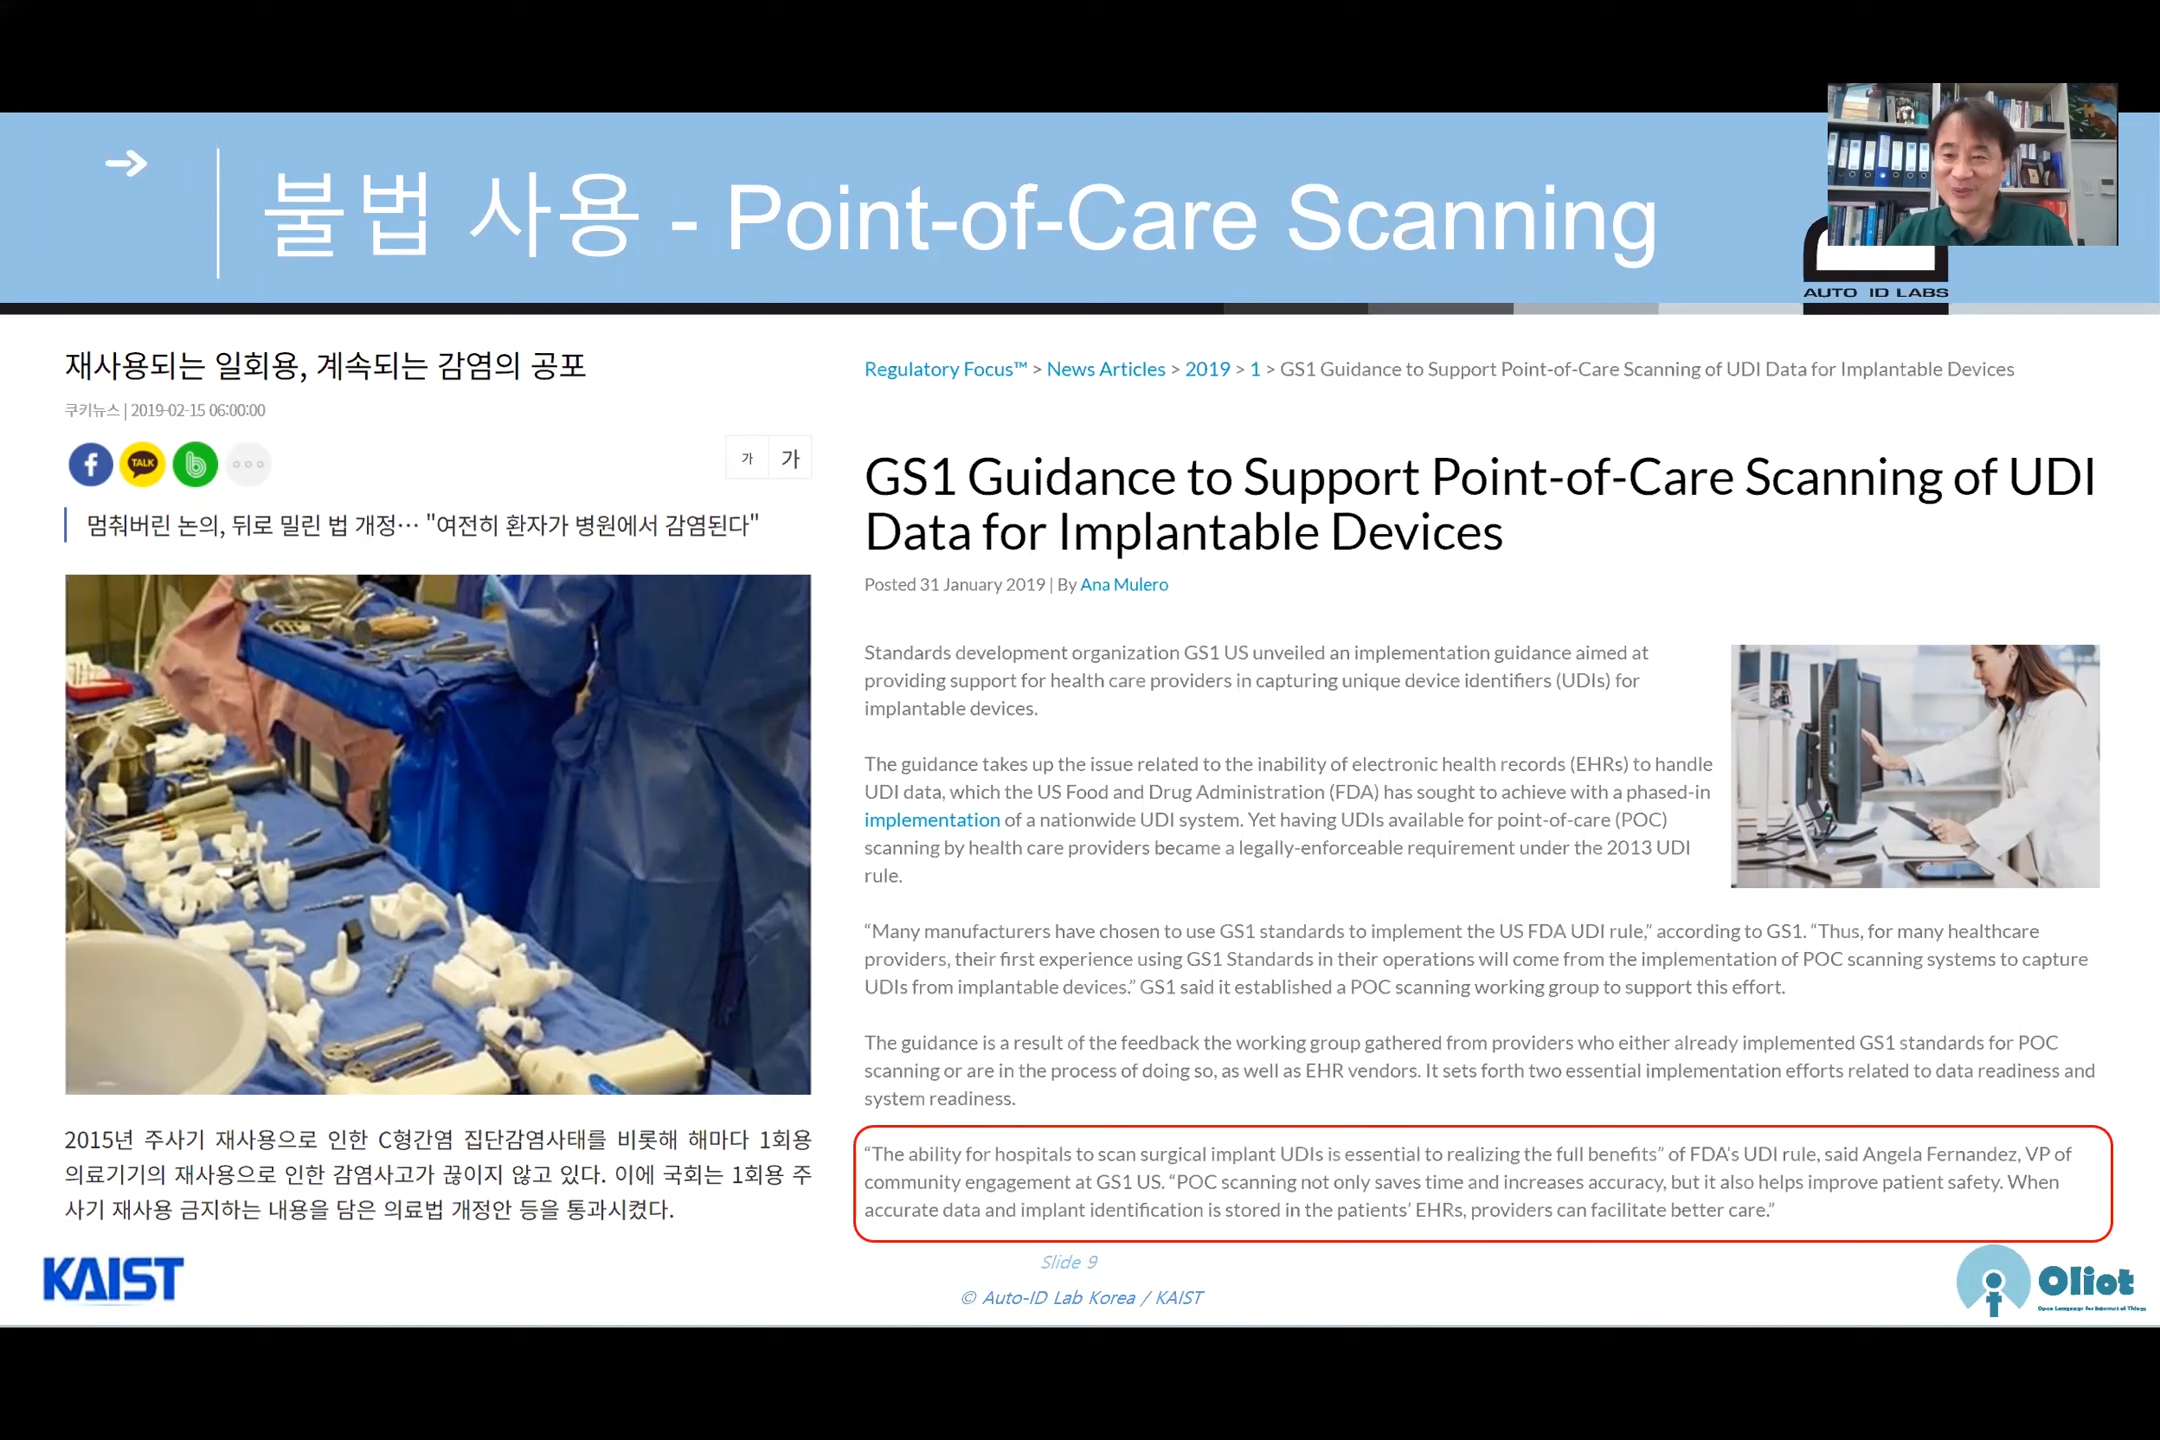 불법 사용 - Point-of-Care Scanning
AUTO ID LABS
재사용되는 일회용, 계속되는 감염의 공포
쿠키뉴스 | 2019-02-15 06:00:00
TALK
가 가
멈춰버린 논의, 뒤로 밀린 법 개정… "여전히 환자가 병원에서 감염된다"
2015년 주사기 재사용으로 인한 C형간염 집단감염사태를 비롯해 해마다 1회용
의료기기의 재사용으로 인한 감염사고가 끊이지 않고 있다. 이에 국회는 1회용 주
사기 재사용 금지하는 내용을 담은 의료법 개정안 등을 통과시켰다.
Regulatory Focus™ > News Articles > 2019 > 1 > GS1 Guidance to Support Point-of-Care Scanning of UDI Data for Implantable Devices
GS1 Guidance to Support Point-of-Care Scanning of UDI
Data for Implantable Devices
Posted 31 January 2019 | By Ana Mulero
Standards development organization GS1 US unveiled an implementation guidance aimed at
providing support for health care providers in capturing unique device identifiers (UDIs) for
implantable devices.
The guidance takes up the issue related to the inability of electronic health records (EHRs) to handle
UDI data, which the US Food and Drug Administration (FDA) has sought to achieve with a phased-in
implementation of a nationwide UDI system. Yet having UDIs available for point-of-care (POC)
scanning by health care providers became a legally-enforceable requirement under the 2013 UDI
rule.
“Many manufacturers have chosen to use GS1 standards to implement the US FDA UDI rule,” according to GS1. “Thus, for many healthcare
providers, their first experience using GS1 Standards in their operations will come from the implementation of POC scanning systems to capture
UDIs from implantable devices.” GS1 said it established a POC scanning working group to support this effort.
The guidance is a result of the feedback the working group gathered from providers who either already implemented GS1 standards for POC
scanning or are in the process of doing so, as well as EHR vendors. It sets forth two essential implementation efforts related to data readiness and
system readiness.
“The ability for hospitals to scan surgical implant UDIs is essential to realizing the full benefits” of FDA’s UDI rule, said Angela Fernandez, VP of
community engagement at GS1 US. “POC scanning not only saves time and increases accuracy, but it also helps improve patient safety. When
accurate data and implant identification is stored in the patients’ EHRs, providers can facilitate better care.”
KAIST
Slide 9
© Auto-ID Lab Korea / KAIST
Oliot
Open Language for Internet of Things